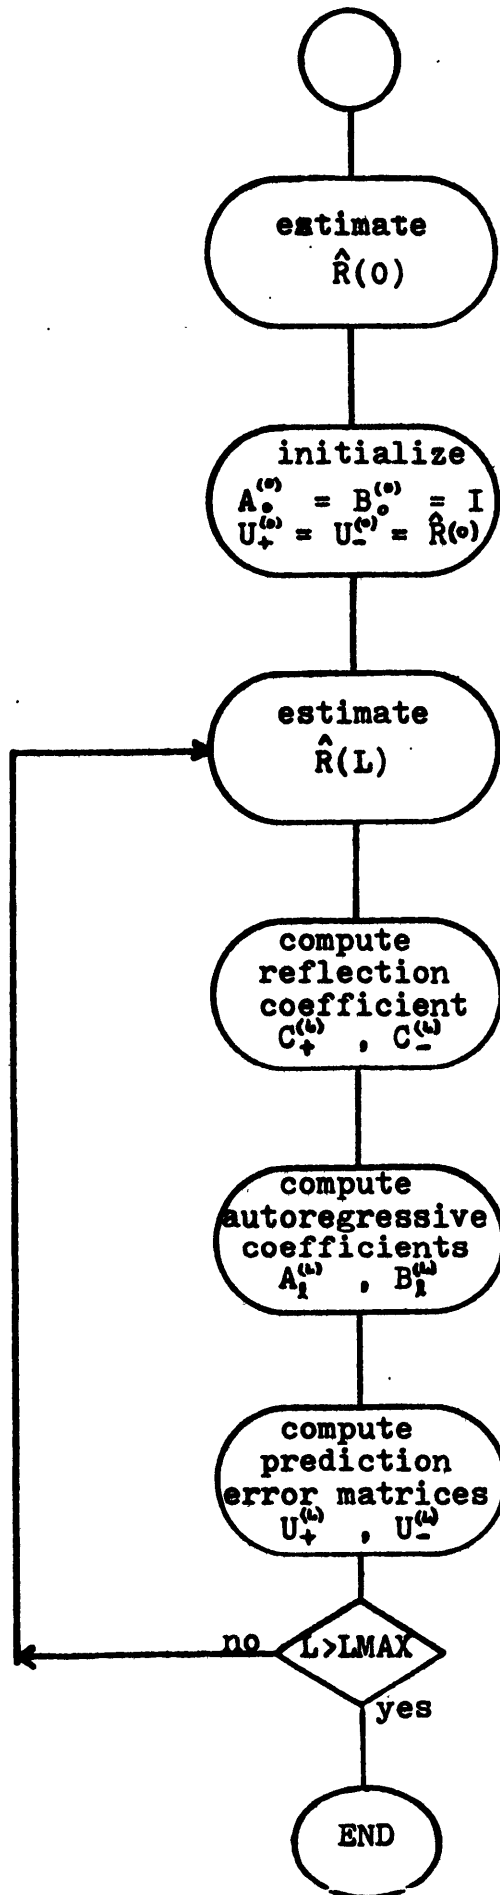 estimate
R̂(0)
initialize
A₀⁽⁰⁾ = B₀⁽⁰⁾ = I
U₊⁽⁰⁾ = U₋⁽⁰⁾ = R̂(0)
estimate
R̂(L)
compute
reflection
coefficient
C₊⁽ᴸ⁾ , C₋⁽ᴸ⁾
compute
autoregressive
coefficients
Aₗ⁽ᴸ⁾ , Bₗ⁽ᴸ⁾
compute
prediction
error matrices
U₊⁽ᴸ⁾ , U₋⁽ᴸ⁾
no L>LMAX
yes
END